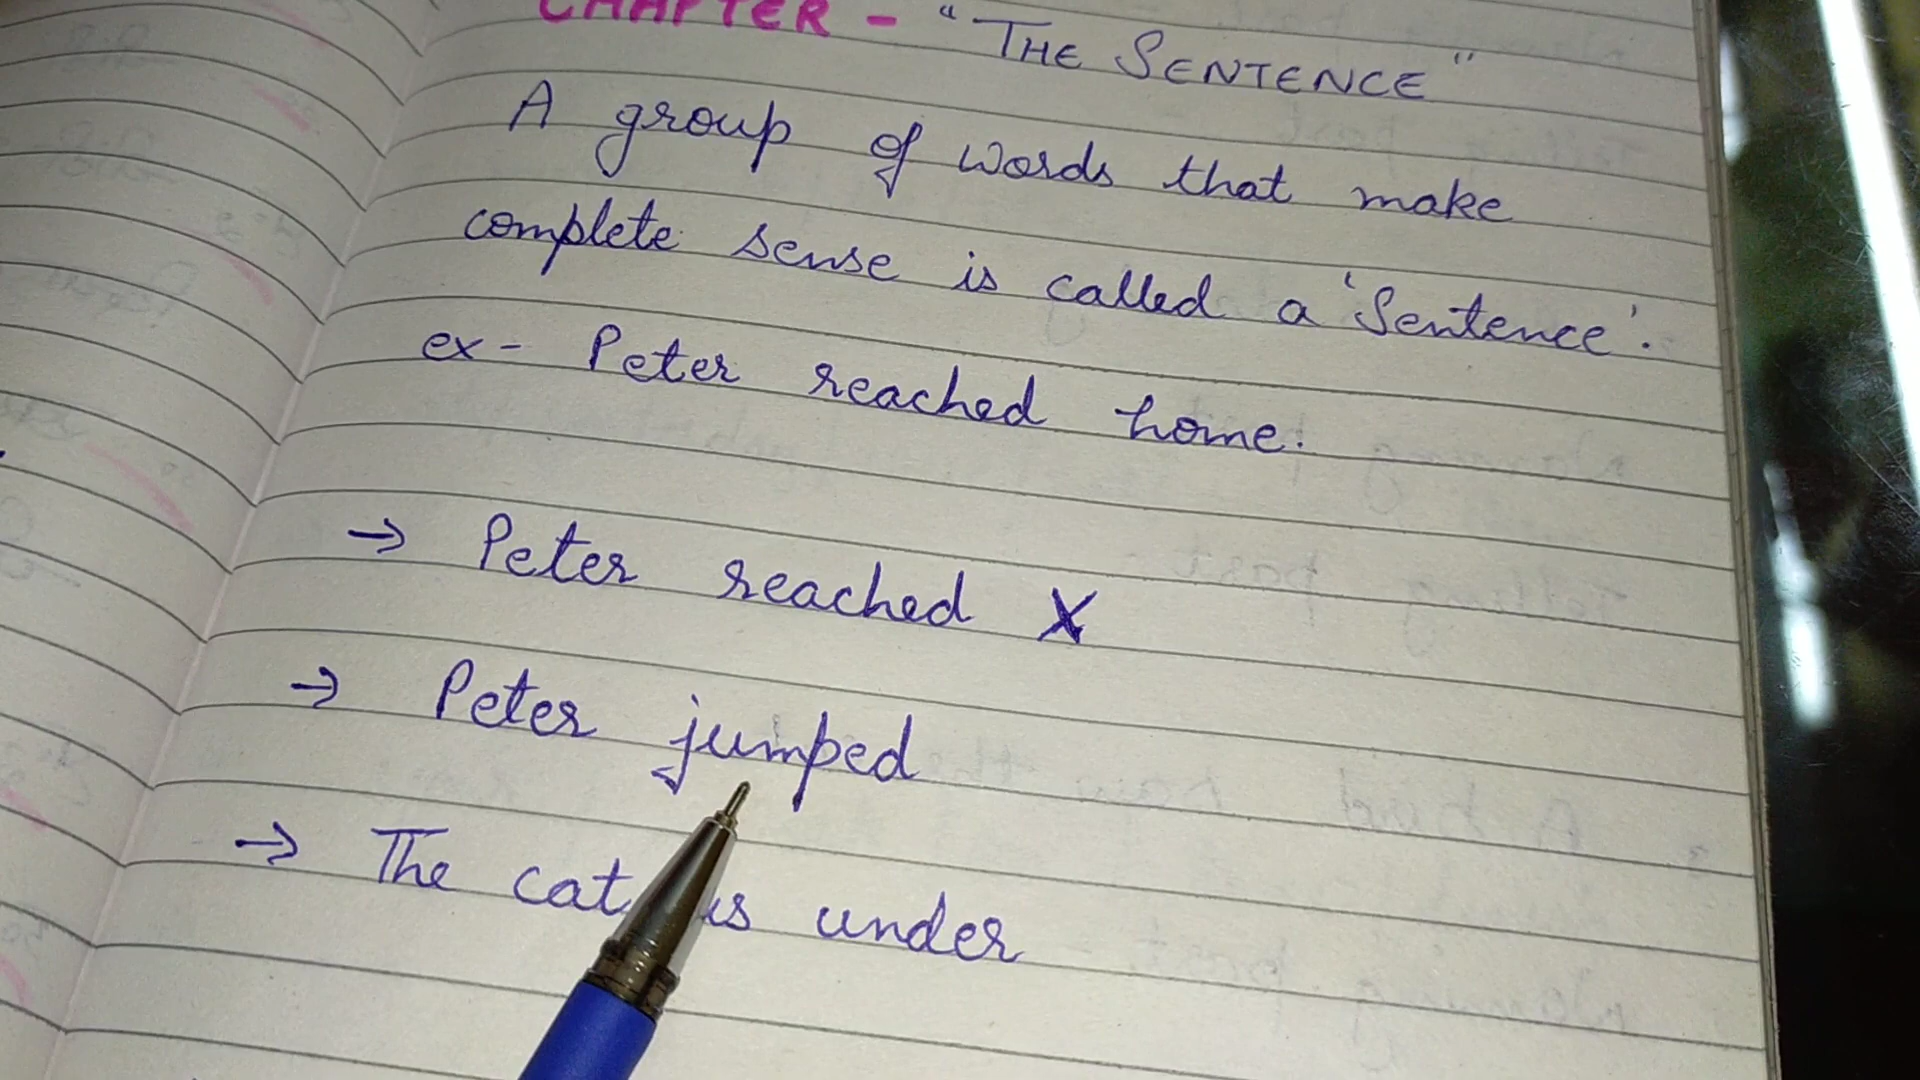 CHAPTER - "THE SENTENCE"
A group of words that make
complete sense is called a 'Sentence'.
ex- Peter reached home.
→ Peter reached X
→ Peter jumped
→ The cat is under